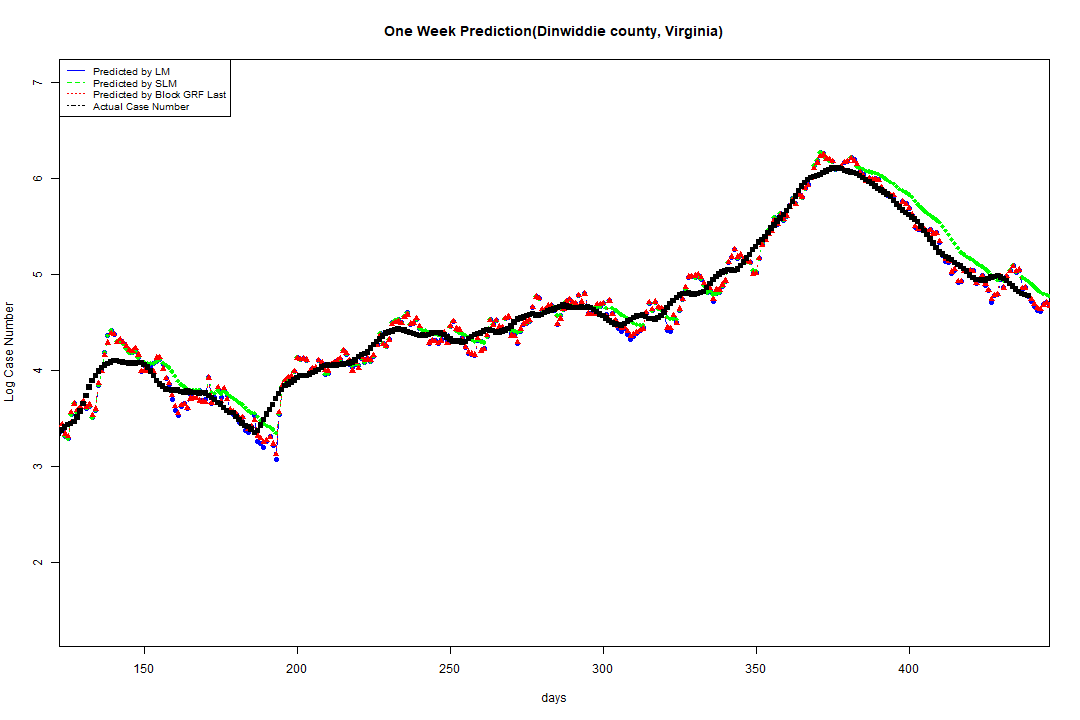 One Week Prediction(Dinwiddie county, Virginia)
Predicted by LM
Predicted by SLM
Predicted by Block GRF Last
Actual Case Number
7
6
5
4
3
2
Log Case Number
150 200 250 300 350 400
days